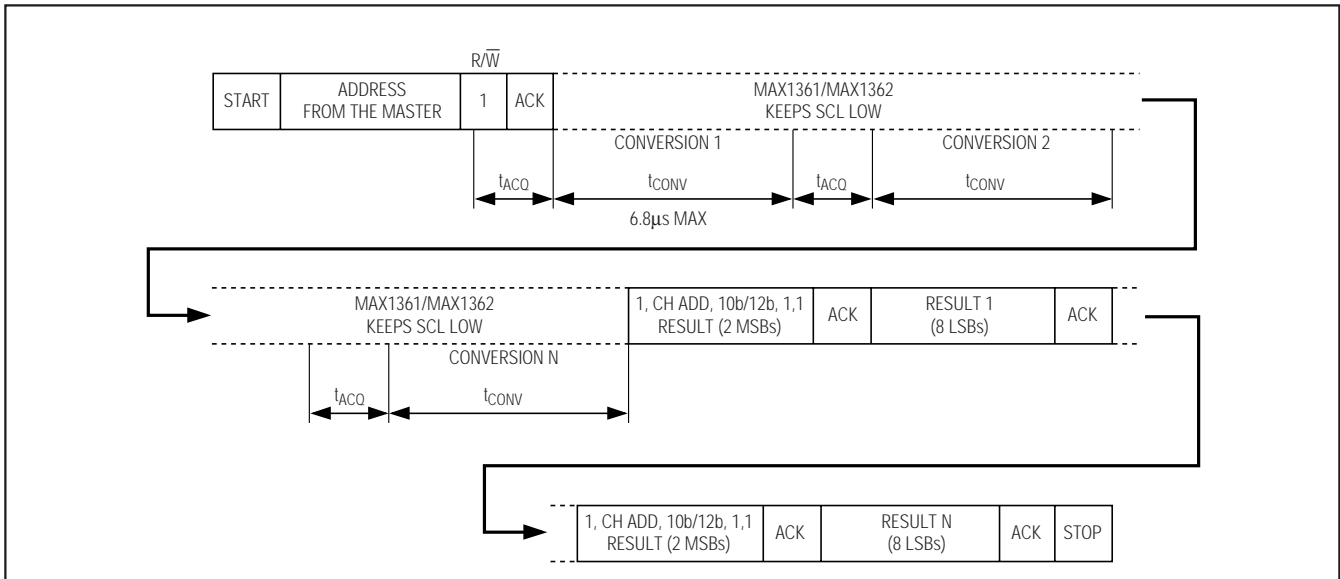 R/W̅
START
ADDRESS
FROM THE MASTER
1
ACK
MAX1361/MAX1362
KEEPS SCL LOW
CONVERSION 1
CONVERSION 2
tACQ
tCONV
tACQ
tCONV
6.8μs MAX
MAX1361/MAX1362
KEEPS SCL LOW
1, CH ADD, 10b/12b, 1,1
RESULT (2 MSBs)
ACK
RESULT 1
(8 LSBs)
ACK
CONVERSION N
tACQ
tCONV
1, CH ADD, 10b/12b, 1,1
RESULT (2 MSBs)
ACK
RESULT N
(8 LSBs)
ACK
STOP